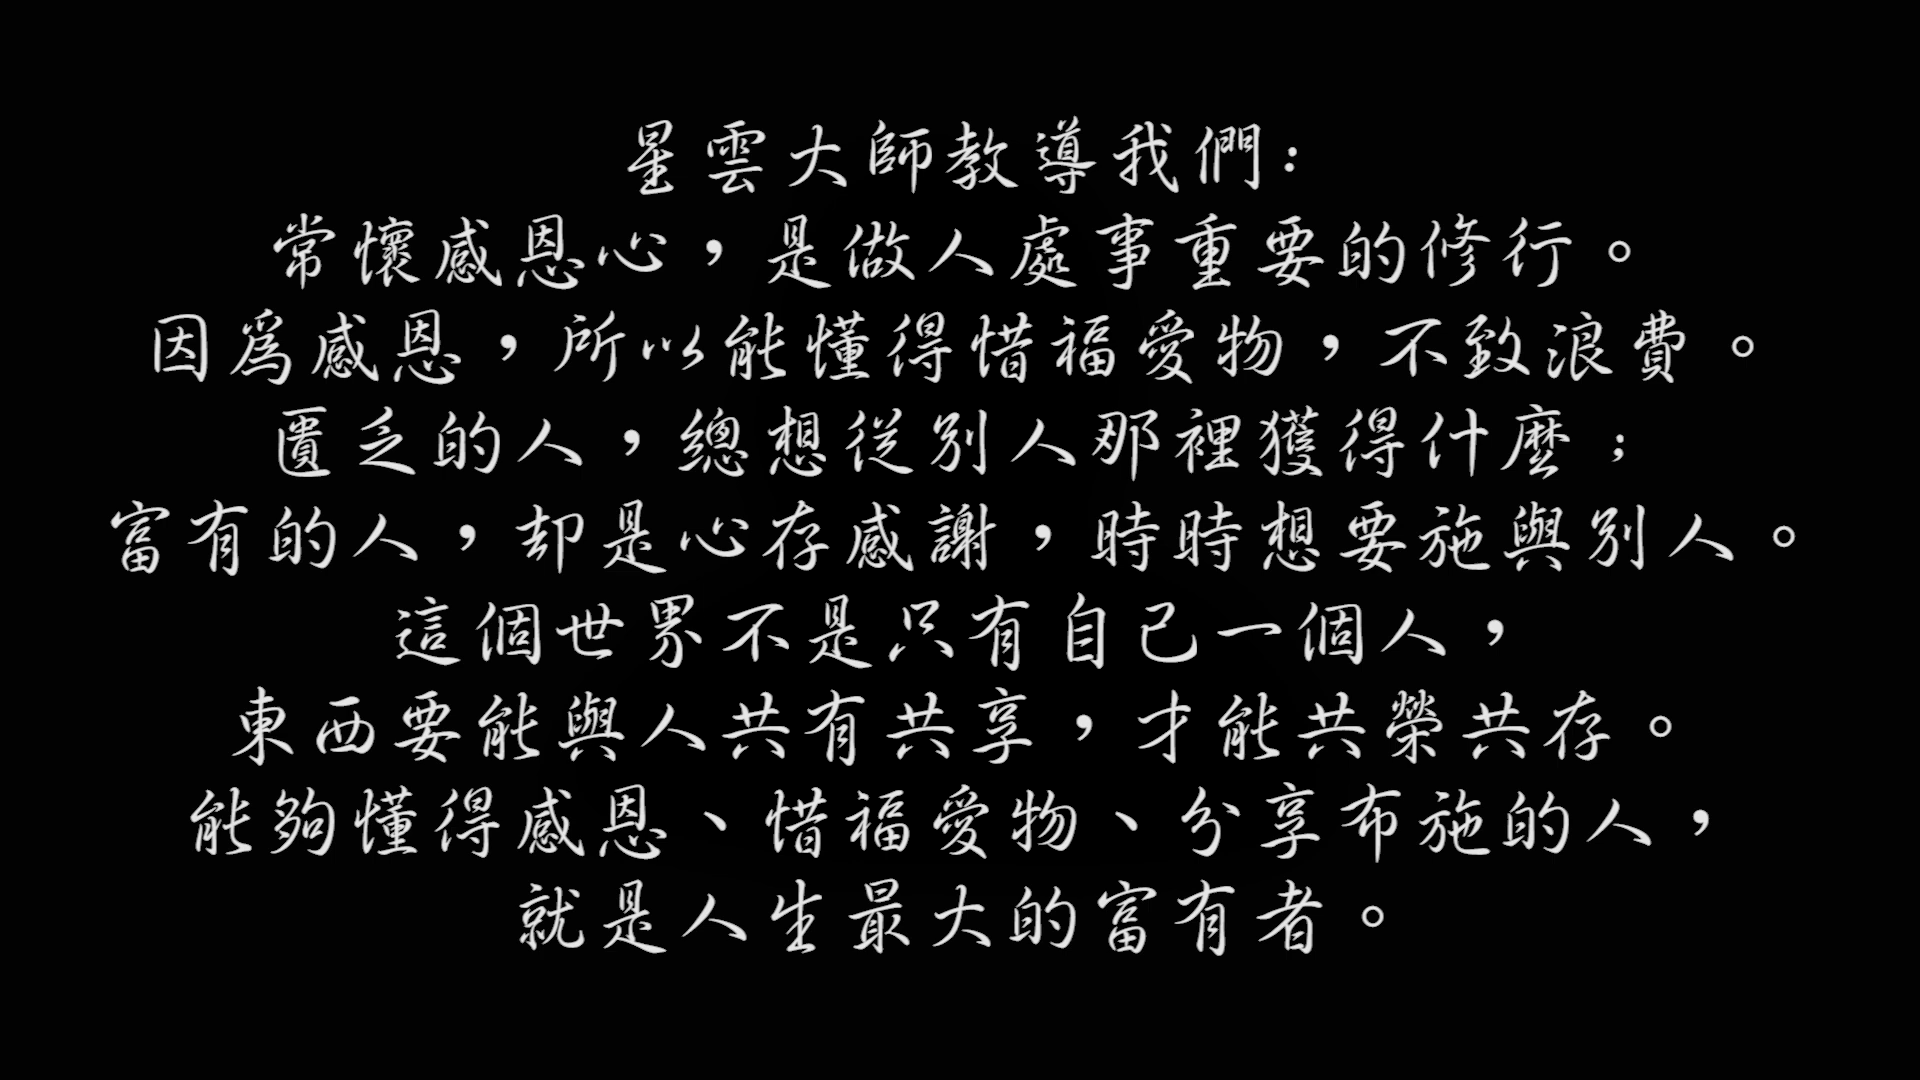 星雲大師教導我們:
常懷感恩心，是做人處事重要的修行。
因為感恩，所以能懂得惜福愛物，不致浪費。
匱乏的人，總想從別人那裡獲得什麼；
富有的人，却是心存感謝，時時想要施與別人。
這個世界不是只有自己一個人，
東西要能與人共有共享，才能共榮共存。
能夠懂得感恩、惜福愛物、分享布施的人，
就是人生最大的富有者。